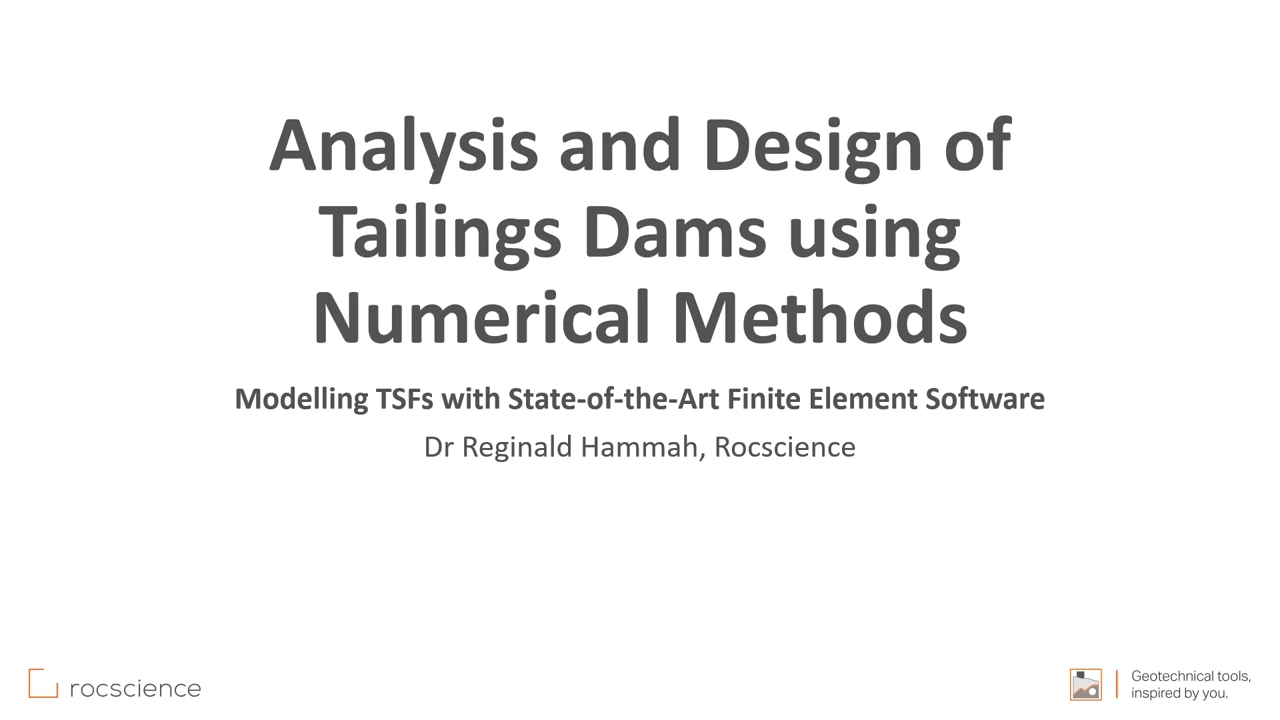 Analysis and Design of
Tailings Dams using
Numerical Methods
Modelling TSFs with State-of-the-Art Finite Element Software
Dr Reginald Hammah, Rocscience
rocscience
Geotechnical tools,
inspired by you.